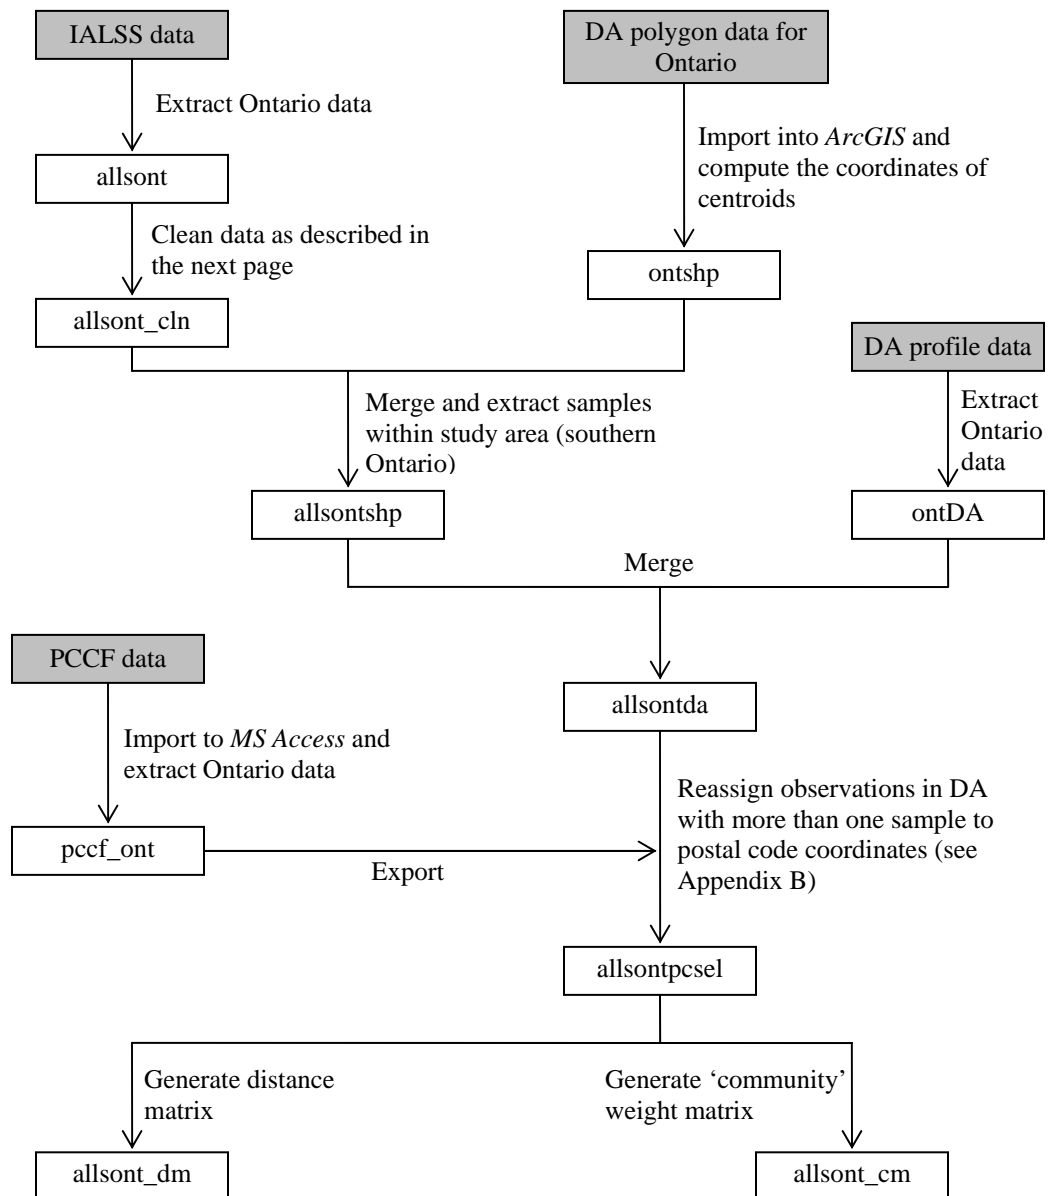 IALSS data
DA polygon data for
Ontario
Extract Ontario data
Import into ArcGIS and
compute the coordinates of
centroids
allsont
Clean data as described in
the next page
ontshp
allsont_cln
DA profile data
Merge and extract samples
within study area (southern
Ontario)
Extract
Ontario
data
allsontshp
ontDA
Merge
PCCF data
allsontda
Import to MS Access and
extract Ontario data
Reassign observations in DA
with more than one sample to
postal code coordinates (see
Appendix B)
pccf_ont
Export
allsontpcsel
Generate distance
matrix
Generate ‘community’
weight matrix
allsont_dm
allsont_cm